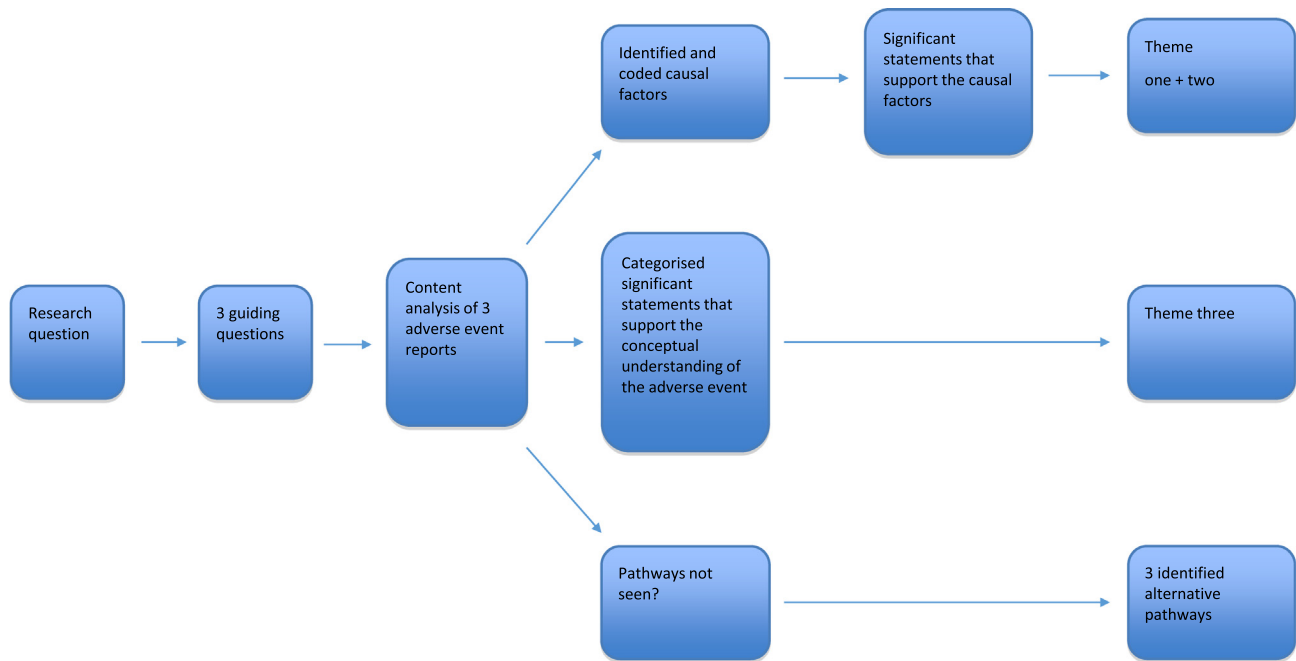 Research
question
3 guiding
questions
Content
analysis of 3
adverse event
reports
Identified and
coded causal
factors
Significant
statements that
support the causal
factors
Theme
one + two
Categorised
significant
statements that
support the
conceptual
understanding of
the adverse event
Theme three
Pathways not
seen?
3 identified
alternative
pathways